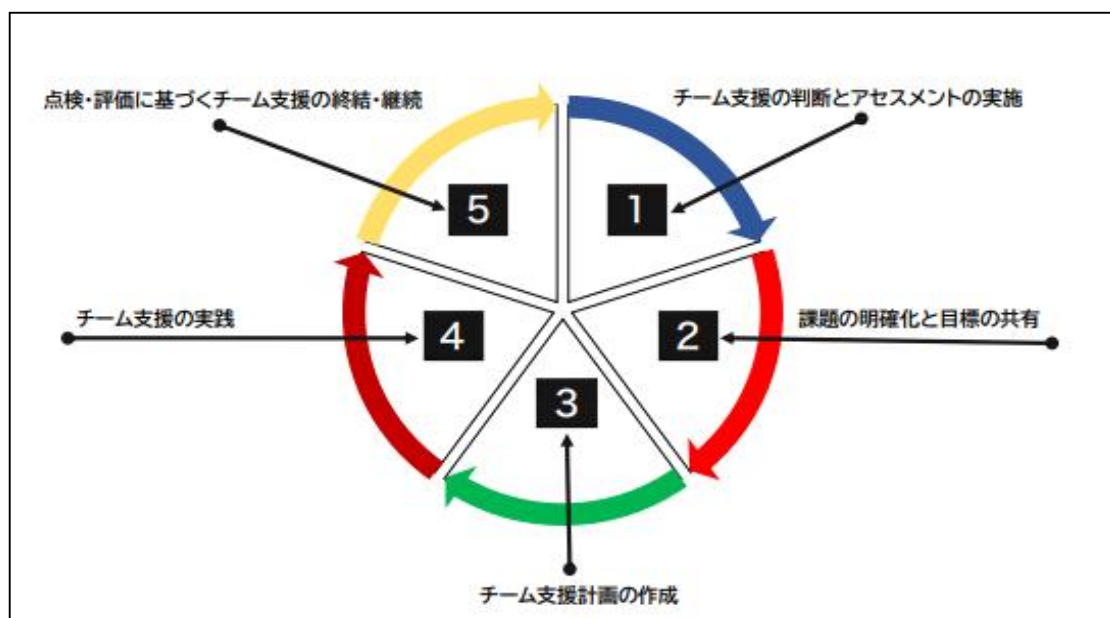 点検・評価に基づくチーム支援の終結・継続
チーム支援の判断とアセスメントの実施
5
1
チーム支援の実践
4
2
課題の明確化と目標の共有
3
チーム支援計画の作成